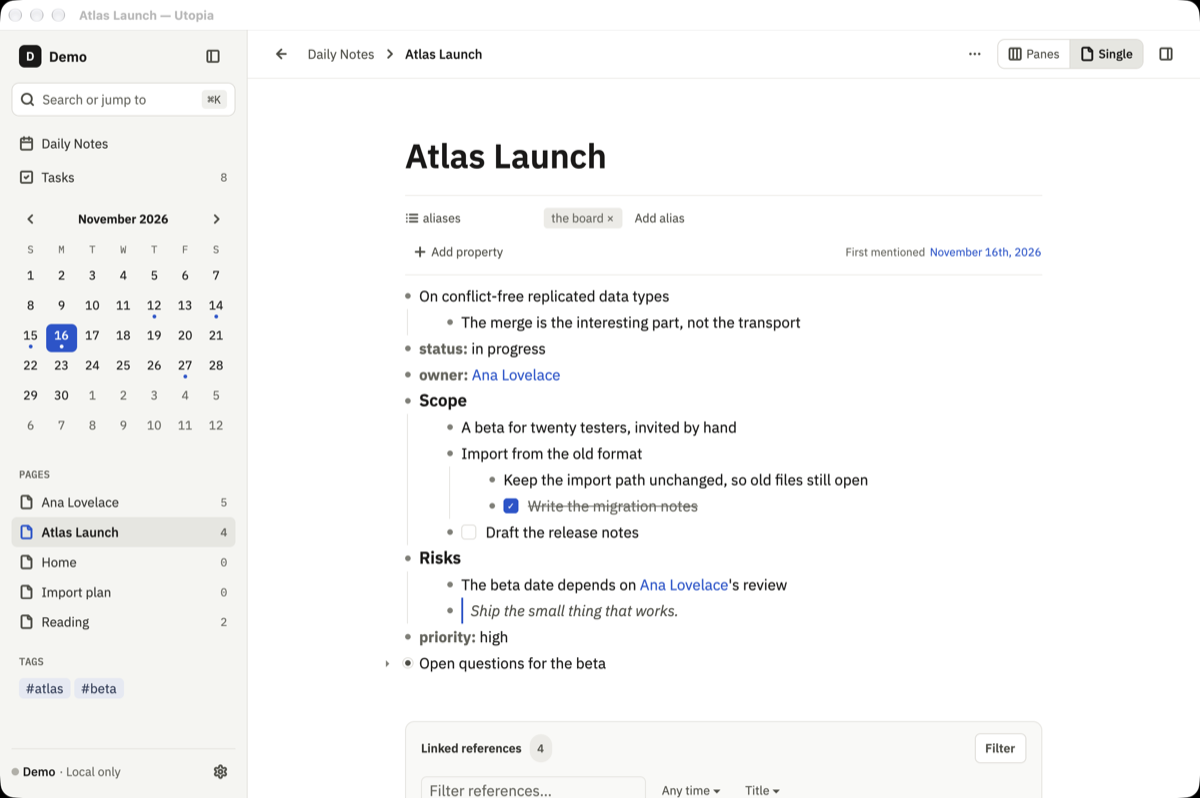 Atlas Launch — Utopia
D Demo
Search or jump to ⌘K
Daily Notes
Tasks 8
November 2026
S M T W T F S
1 2 3 4 5 6 7
8 9 10 11 12 13 14
15 16 17 18 19 20 21
22 23 24 25 26 27 28
29 30 1 2 3 4 5
6 7 8 9 10 11 12
PAGES
Ana Lovelace 5
Atlas Launch 4
Home 0
Import plan 0
Reading 2
TAGS
#atlas #beta
Demo · Local only
Daily Notes > Atlas Launch
... Panes Single
Atlas Launch
aliases the board × Add alias
+ Add property First mentioned November 16th, 2026
On conflict-free replicated data types
The merge is the interesting part, not the transport
status: in progress
owner: Ana Lovelace
Scope
A beta for twenty testers, invited by hand
Import from the old format
Keep the import path unchanged, so old files still open
Write the migration notes
Draft the release notes
Risks
The beta date depends on Ana Lovelace's review
Ship the small thing that works.
priority: high
Open questions for the beta
Linked references 4 Filter
Filter references... Any time Title